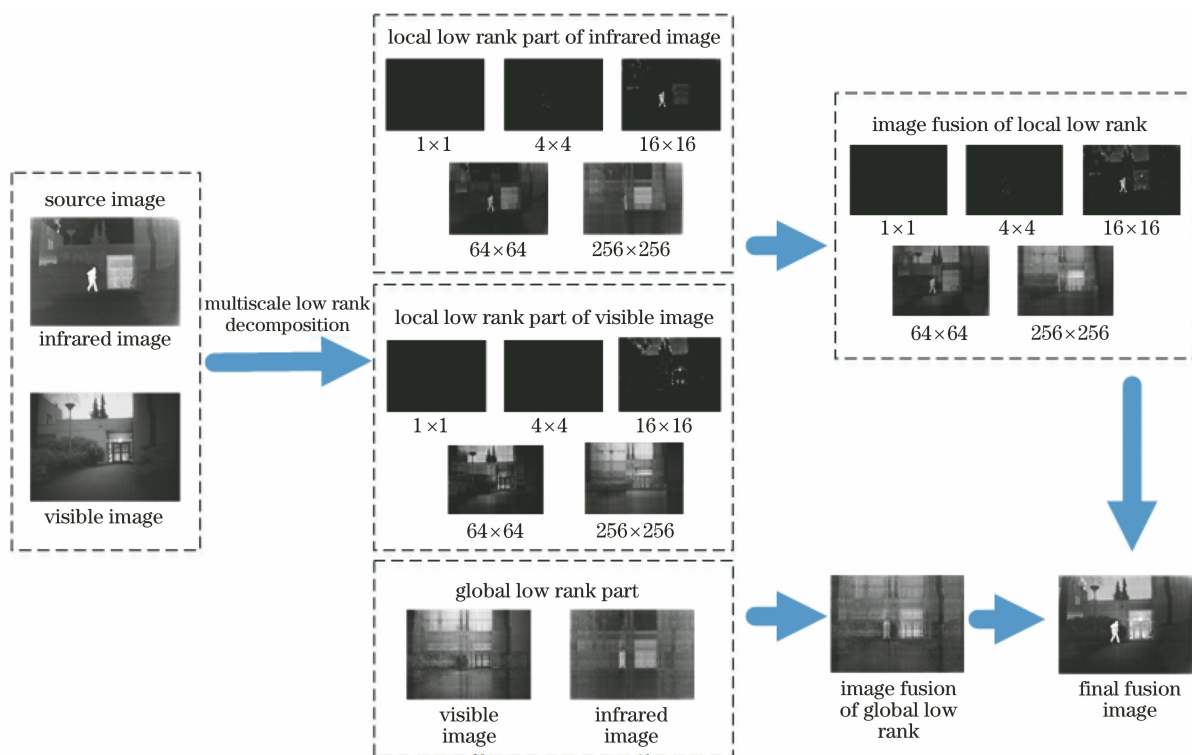 source image
infrared image
visible image
multiscale low rank
decomposition
local low rank part of infrared image
1×1
4×4
16×16
64×64
256×256
local low rank part of visible image
1×1
4×4
16×16
64×64
256×256
global low rank part
visible
image
infrared
image
image fusion of local low rank
1×1
4×4
16×16
64×64
256×256
image fusion
of global low
rank
final fusion
image